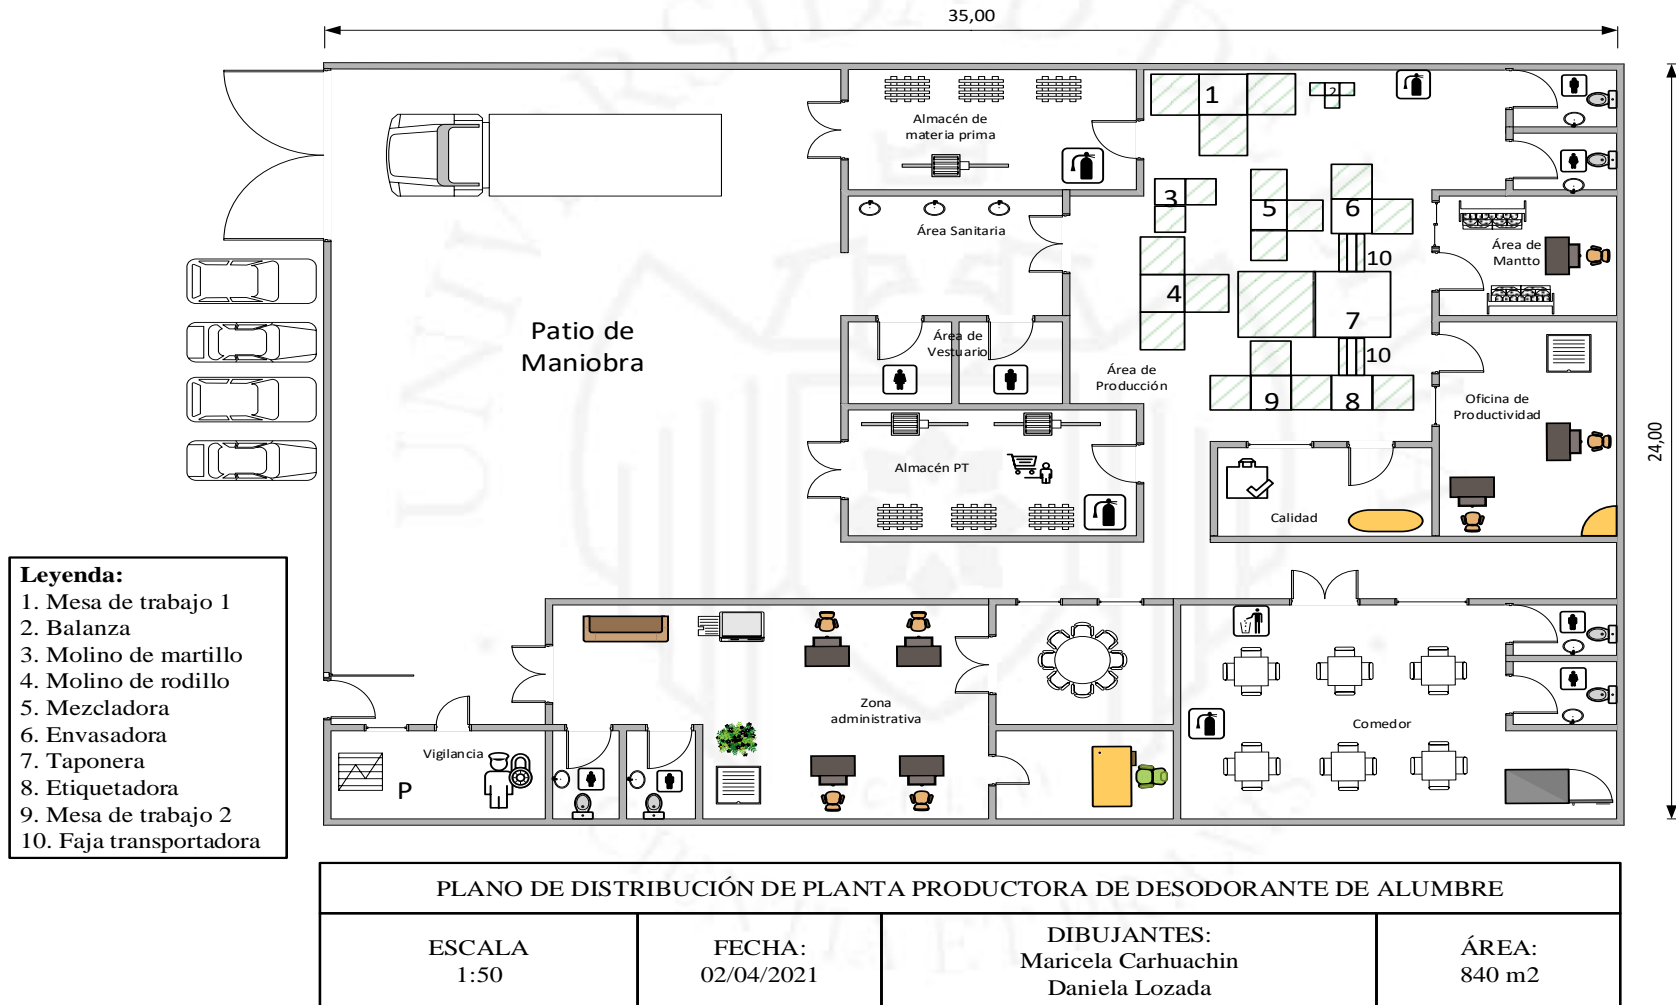 35,00
Almacén de
materia prima
1
2
3
5
6
Área Sanitaria
Área de
Mantto
10
4
7
Patio de
Maniobra
Área de
Vestuario
10
Área de
Producción
9
8
Oficina de
Productividad
24,00
Almacén PT
Calidad
Leyenda:
1. Mesa de trabajo 1
2. Balanza
3. Molino de martillo
4. Molino de rodillo
5. Mezcladora
6. Envasadora
7. Taponera
8. Etiquetadora
9. Mesa de trabajo 2
10. Faja transportadora
Zona
administrativa
Comedor
Vigilancia
P
PLANO DE DISTRIBUCIÓN DE PLANTA PRODUCTORA DE DESODORANTE DE ALUMBRE
ESCALA
1:50
FECHA:
02/04/2021
DIBUJANTES:
Maricela Carhuachin
Daniela Lozada
ÁREA:
840 m2